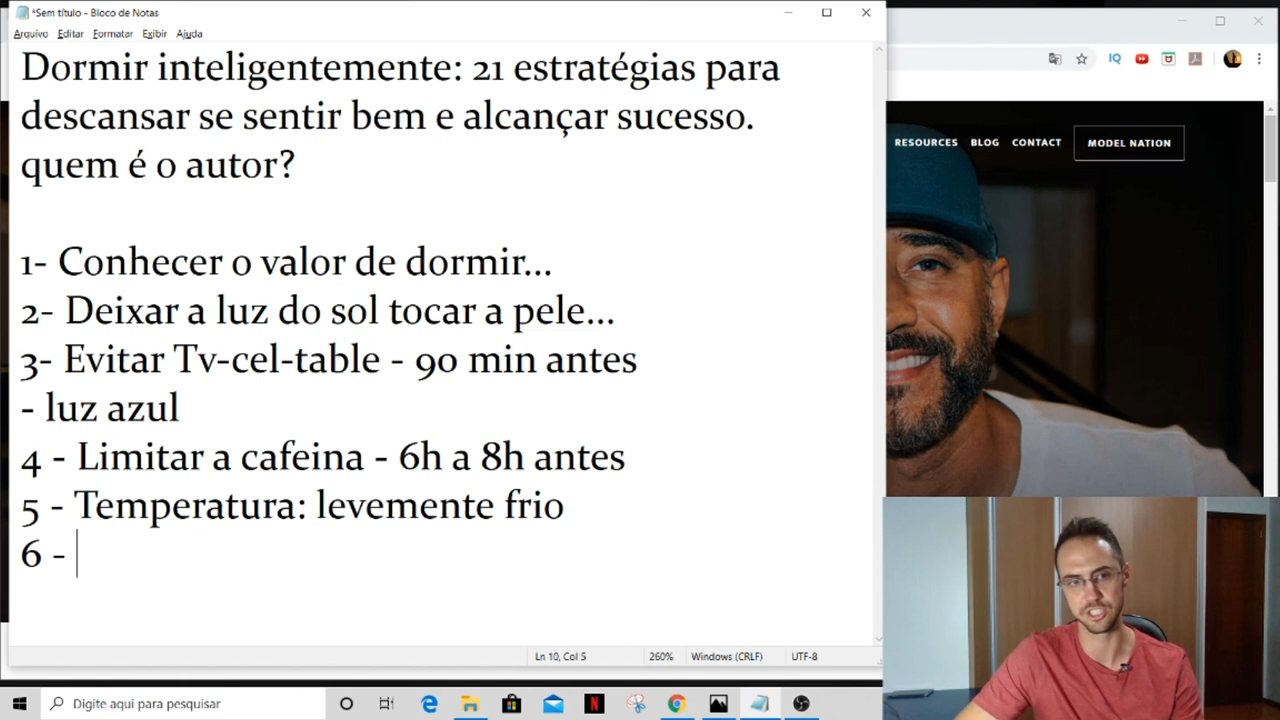 *Sem título - Bloco de Notas
Arquivo Editar Formatar Exibir Ajuda
Dormir inteligentemente: 21 estratégias para
descansar se sentir bem e alcançar sucesso.
quem é o autor?
1- Conhecer o valor de dormir...
2- Deixar a luz do sol tocar a pele...
3- Evitar Tv-cel-table - 90 min antes
- luz azul
4 - Limitar a cafeina - 6h a 8h antes
5 - Temperatura: levemente frio
6 -
Ln 10, Col 5 260% Windows (CRLF) UTF-8
IQ
RESOURCES BLOG CONTACT MODEL NATION
Digite aqui para pesquisar
N